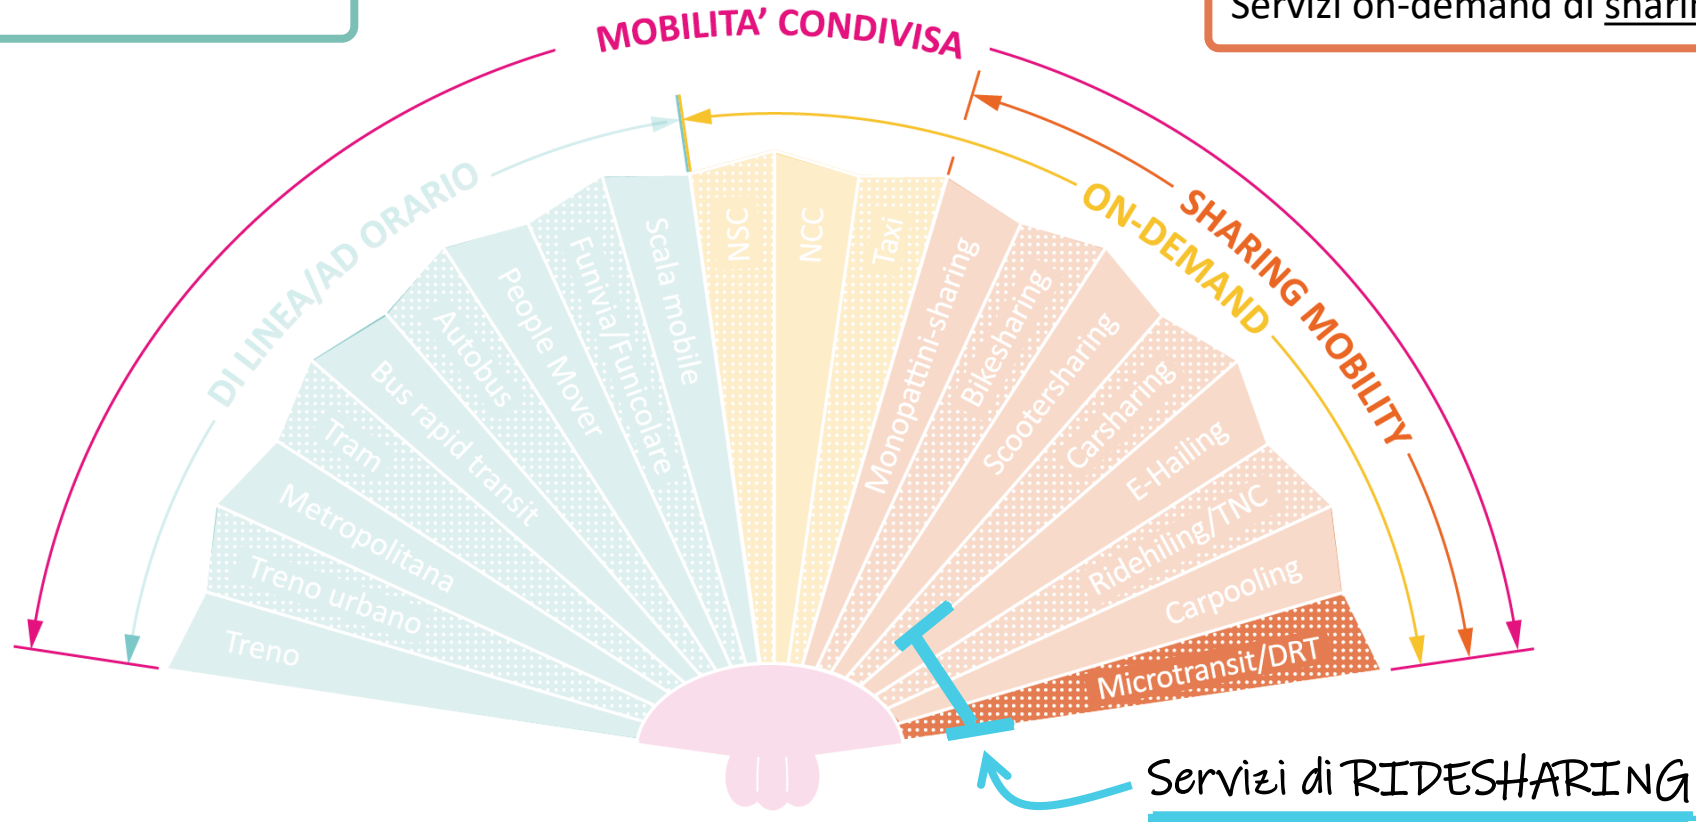 MOBILITA’ CONDIVISA
Servizi on-demand di
DI LINEA/AD ORARIO
ON-DEMAND
SHARING MOBILITY
Treno
Treno urbano
Metropolitana
Tram
Bus rapid transit
Autobus
People Mover
Funivia/Funicolare
Scala mobile
NSC
NCC
Taxi
Monopattini-sharing
Bikesharing
Scootersharing
Carsharing
E-Hailing
Ridehiling/TNC
Carpooling
Microtransit/DRT
Servizi di RIDESHARING